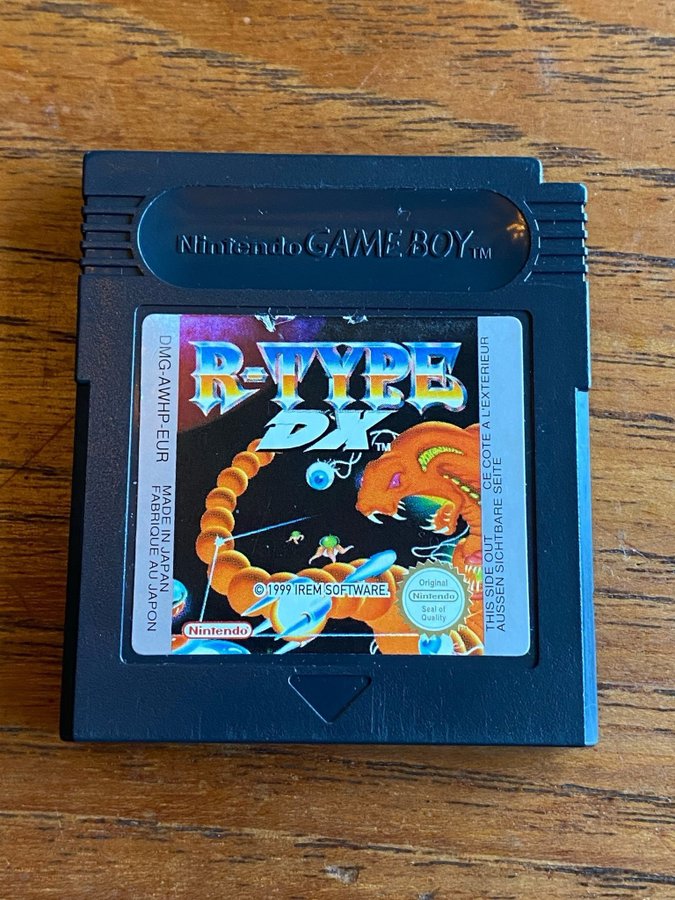 Nintendo GAME BOY TM
R-TYPE
DX TM
DMG-AWHP-EUR
MADE IN JAPAN
FABRIQUE AU JAPON
© 1999 IREM SOFTWARE.
Nintendo
Original
Nintendo
Seal of
Quality
THIS SIDE OUT CE COTE A L'EXTERIEUR
AUSSEN SICHTBARE SEITE